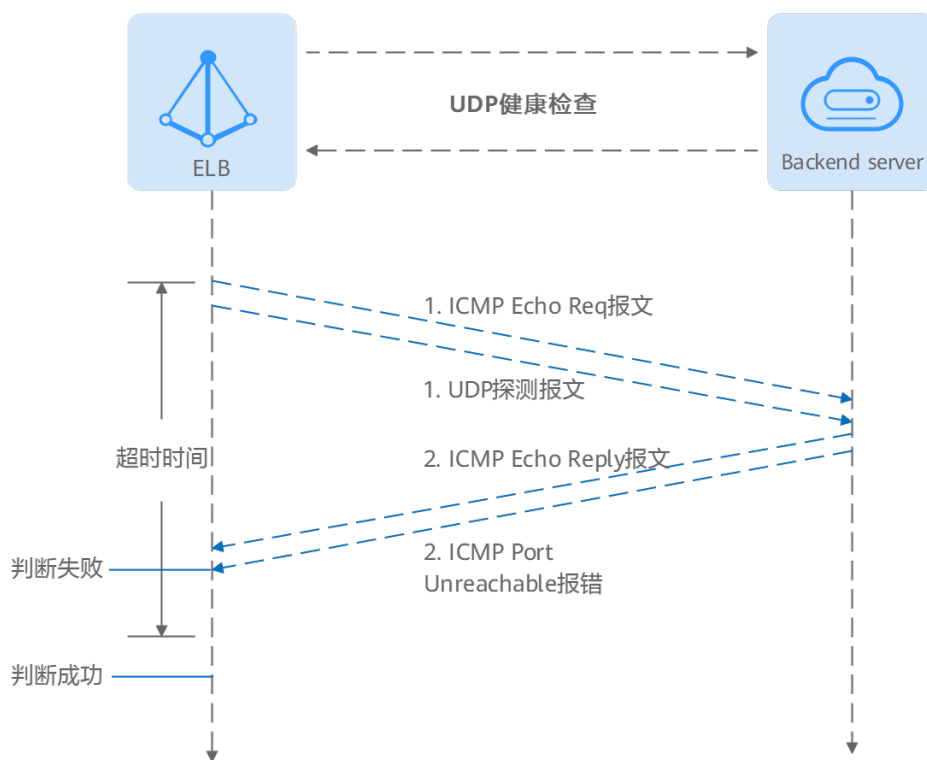 UDP健康检查
ELB
Backend server
1. ICMP Echo Req报文
1. UDP探测报文
超时时间
2. ICMP Echo Reply报文
2. ICMP Port
Unreachable报错
判断失败
判断成功